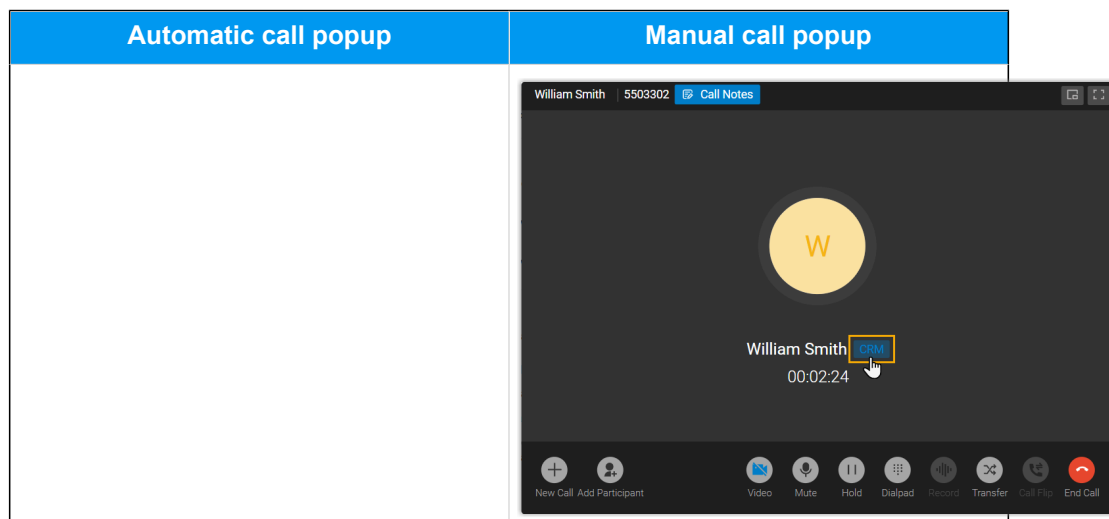 Automatic call popup
Manual call popup
William Smith 5503302 Call Notes
W
William Smith CRM
00:02:24
New Call Add Participant Video Mute Hold Dialpad Record Transfer Call Flip End Call